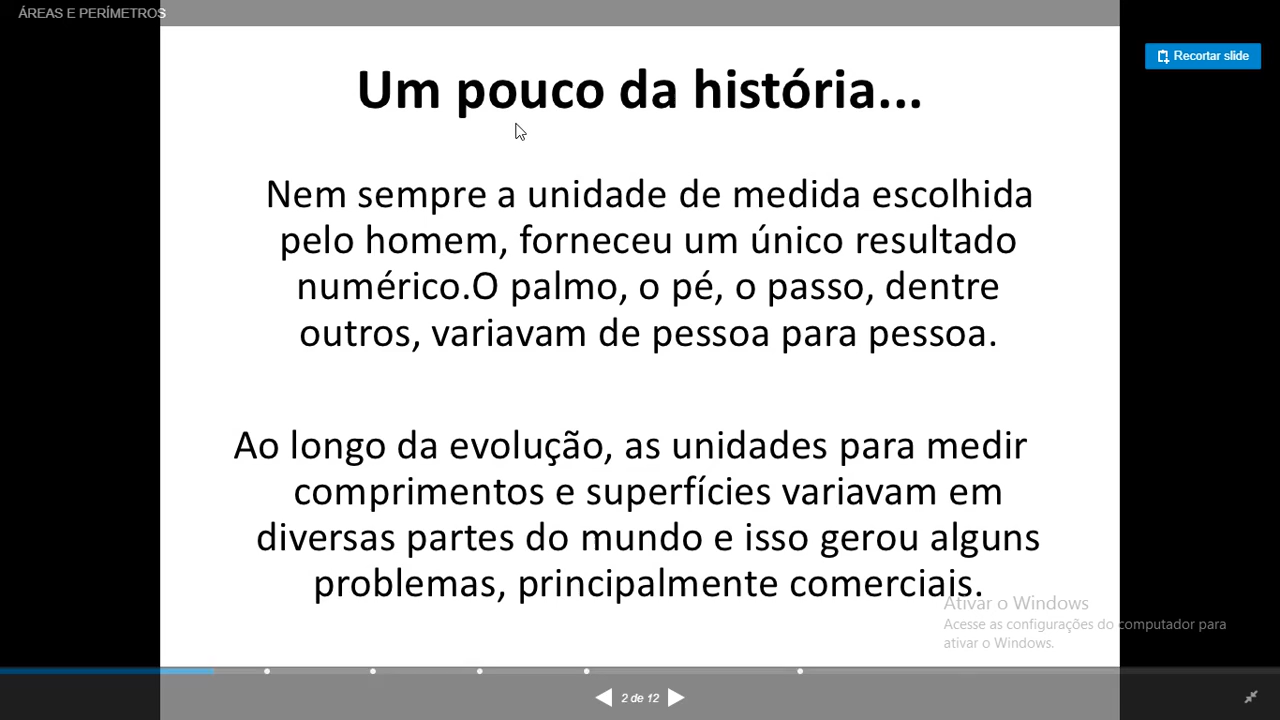 ÁREAS E PERÍMETROS
Recortar slide
Um pouco da história...
Nem sempre a unidade de medida escolhida
pelo homem, forneceu um único resultado
numérico.O palmo, o pé, o passo, dentre
outros, variavam de pessoa para pessoa.
Ao longo da evolução, as unidades para medir
comprimentos e superfícies variavam em
diversas partes do mundo e isso gerou alguns
problemas, principalmente comerciais.
Ativar o Windows
Acesse as configurações do computador para
ativar o Windows.
2 de 12